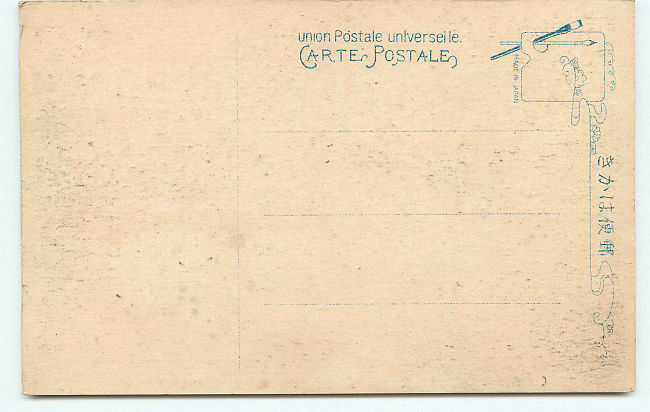 union Postale universelle.
CARTE POSTALE
MADE IN JAPAN
きかは便郵